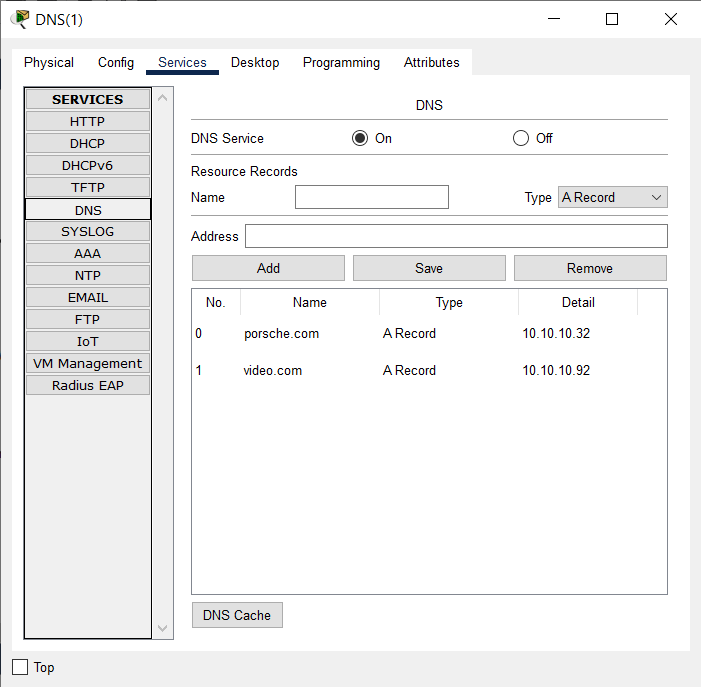 DNS(1)
Physical Config Services Desktop Programming Attributes
SERVICES
HTTP
DHCP
DHCPv6
TFTP
DNS
SYSLOG
AAA
NTP
EMAIL
FTP
IoT
VM Management
Radius EAP
DNS
DNS Service On Off
Resource Records
Name Type A Record
Address
Add Save Remove
No. Name Type Detail
0 porsche.com A Record 10.10.10.32
1 video.com A Record 10.10.10.92
DNS Cache
Top